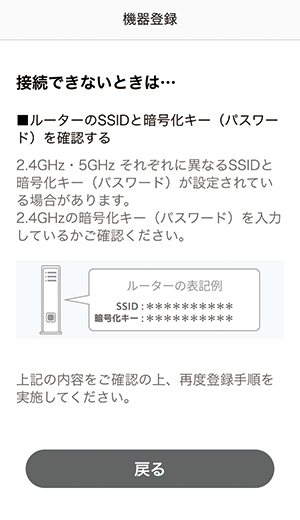 機器登録
接続できないときは…
■ルーターのSSIDと暗号化キー（パスワー
ド）を確認する
2.4GHz・5GHz それぞれに異なるSSIDと
暗号化キー（パスワード）が設定されてい
る場合があります。
2.4GHzの暗号化キー（パスワード）を入力
しているかご確認ください。
ルーターの表記例
SSID : ＊＊＊＊＊＊＊＊＊＊
暗号化キー : ＊＊＊＊＊＊＊＊＊＊
上記の内容をご確認の上、再度登録手順を
実施してください。
戻る